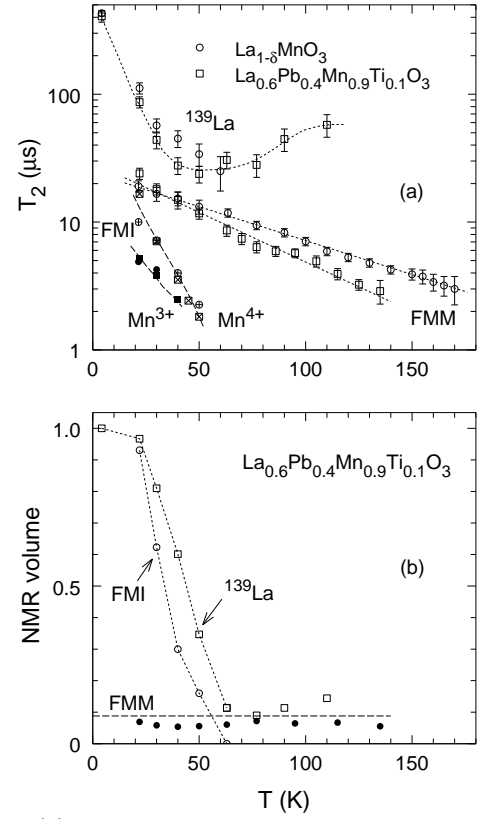 La₁₋δMnO₃
La₀.₆Pb₀.₄Mn₀.₉Ti₀.₁O₃
¹³⁹La
T₂ (μs)
100
10
1
(a)
FMI
Mn³⁺
Mn⁴⁺
FMM
0
50
100
150
La₀.₆Pb₀.₄Mn₀.₉Ti₀.₁O₃
NMR volume
1.0
0.5
0
(b)
FMI
¹³⁹La
FMM
0
50
100
150
T (K)